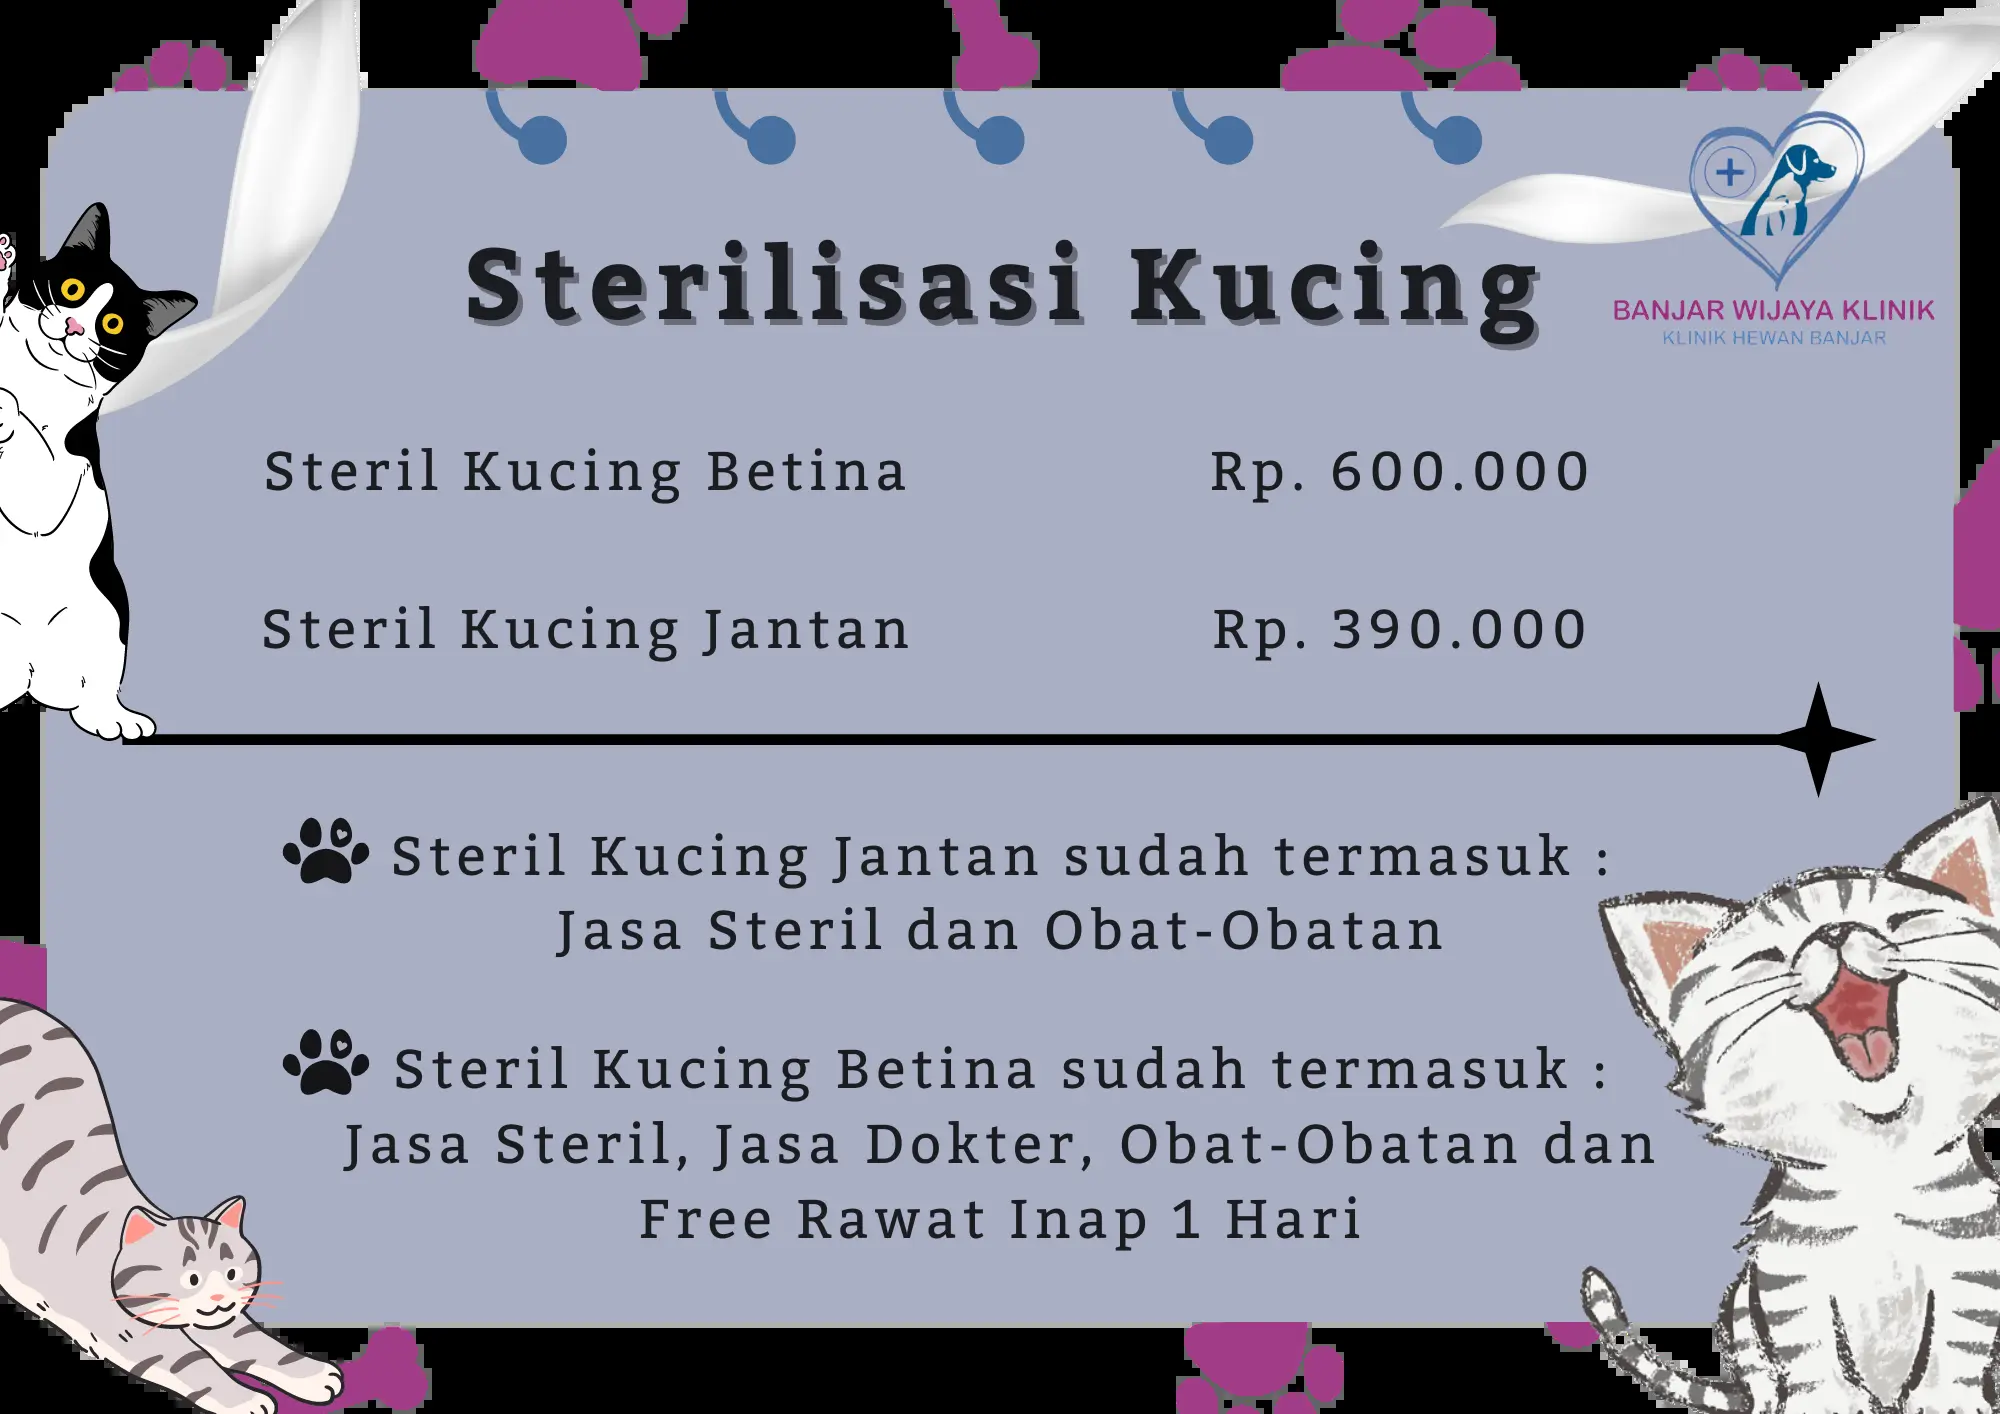 Sterilisasi Kucing
BANJAR WIJAYA KLINIK
KLINIK HEWAN BANJAR
Steril Kucing Betina Rp. 600.000
Steril Kucing Jantan Rp. 390.000
Steril Kucing Jantan sudah termasuk :
Jasa Steril dan Obat-Obatan
Steril Kucing Betina sudah termasuk :
Jasa Steril, Jasa Dokter, Obat-Obatan dan
Free Rawat Inap 1 Hari